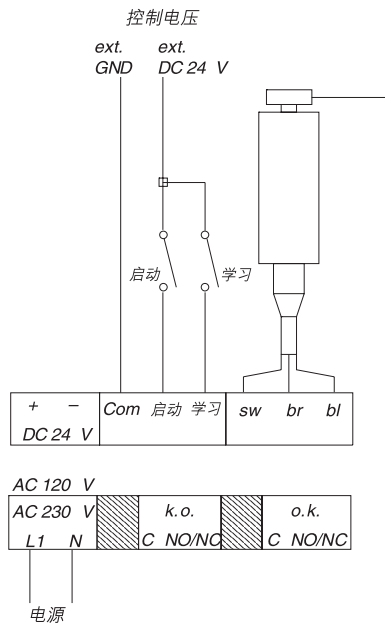 控制电压
ext. ext.
GND DC 24 V
启动 学习
+ − Com 启动 学习 sw br bl
DC 24 V
AC 120 V
AC 230 V k.o. o.k.
L1 N C NO/NC C NO/NC
电源